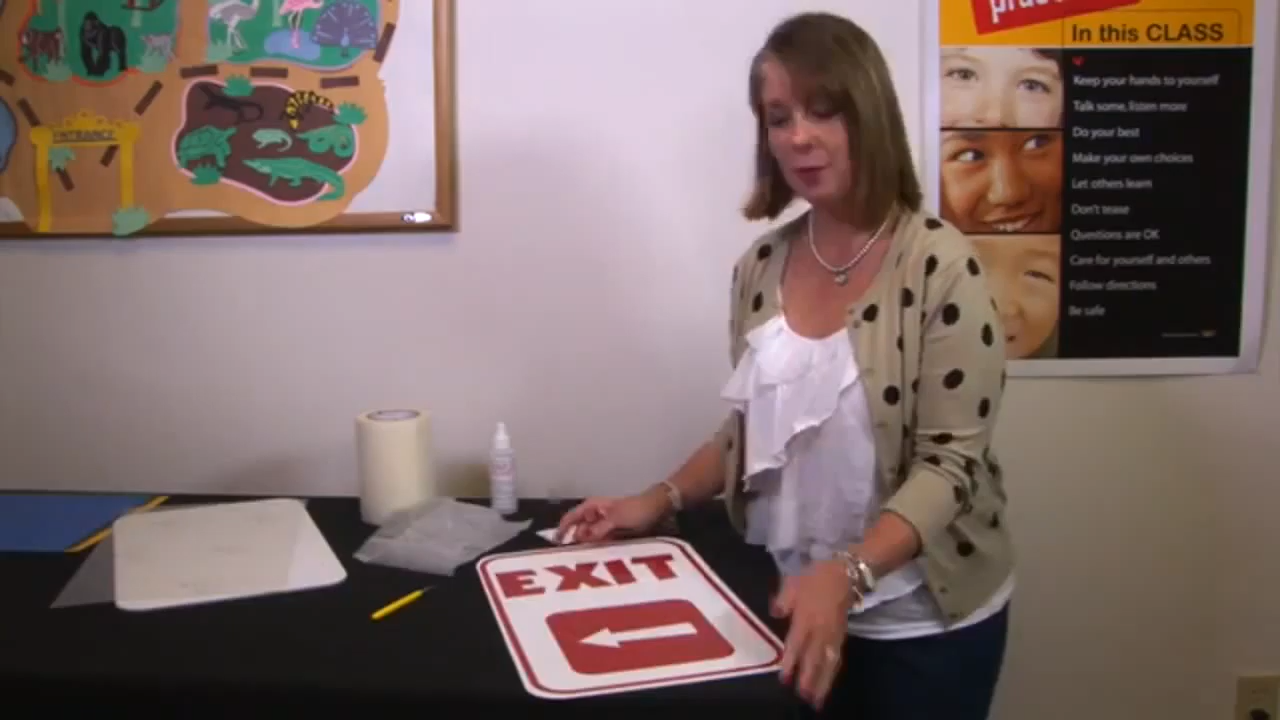 ENTRANCE
In this CLASS
Keep your hands to yourself
Talk some, listen more
Do your best
Make your own choices
Let others learn
Don't tease
Questions are OK
Care for yourself and others
Follow directions
Be safe
EXIT